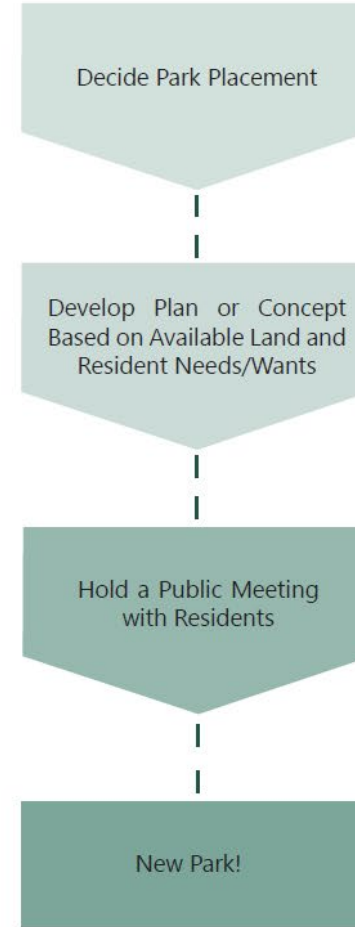 Decide Park Placement
Develop Plan or Concept
Based on Available Land and
Resident Needs/Wants
Hold a Public Meeting
with Residents
New Park!